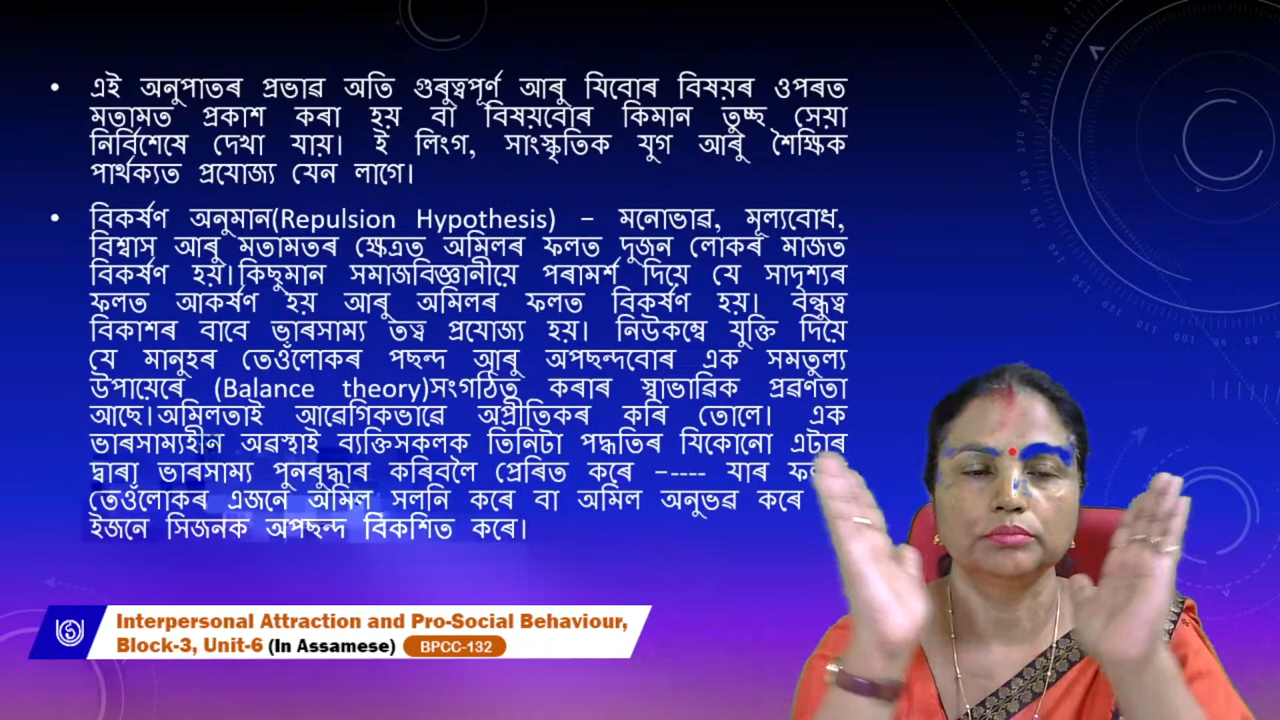 • এই অনুপাতৰ প্ৰভাৱ অতি গুৰুত্বপূৰ্ণ আৰু যিবোৰ বিষয়ৰ ওপৰত
মতামত প্ৰকাশ কৰা হয় বা বিষয়বোৰ কিমান তুচ্ছ সেয়া
নিৰ্বিশেষে দেখা যায়। ই লিংগ, সাংস্কৃতিক যুগ আৰু শৈক্ষিক
পাৰ্থক্যত প্ৰযোজ্য যেন লাগে।
• বিকৰ্ষণ অনুমান(Repulsion Hypothesis) – মনোভাৱ, মূল্যবোধ,
বিশ্বাস আৰু মতামতৰ ক্ষেত্ৰত অমিলৰ ফলত দুজন লোকৰ মাজত
বিকৰ্ষণ হয়।কিছুমান সমাজবিজ্ঞানীয়ে পৰামৰ্শ দিয়ে যে সাদৃশ্যৰ
ফলত আকৰ্ষণ হয় আৰু অমিলৰ ফলত বিকৰ্ষণ হয়। বন্ধুত্ব
বিকাশৰ বাবে ভাৰসাম্য তত্ব প্ৰযোজ্য হয়। নিউকম্বে যুক্তি দিয়ে
যে মানুহৰ তেওঁলোকৰ পছন্দ আৰু অপছন্দবোৰ এক সমতুল্য
উপায়েৰে (Balance theory)সংগঠিত কৰাৰ স্বাভাৱিক প্ৰৱণতা
আছে।অমিলতাই আৱেগিকভাৱে অপ্ৰীতিকৰ কৰি তোলে। এক
ভাৰসাম্যহীণ অৱস্থাই ব্যক্তিসকলক তিনিটা পদ্ধতিৰ যিকোনো এটাৰ
দ্বাৰা ভাৰসাম্য পুনৰুদ্ধাৰ কৰিবলৈ প্ৰেৰিত কৰে –---- যাৰ
তেওঁলোকৰ এজনে অমিল সলনি কৰে বা অমিল অনুভৱ কৰে
ইজনে সিজনক অপছন্দ বিকশিত কৰে।
Interpersonal Attraction and Pro-Social Behaviour,
Block-3, Unit-6 (In Assamese) BPCC-132